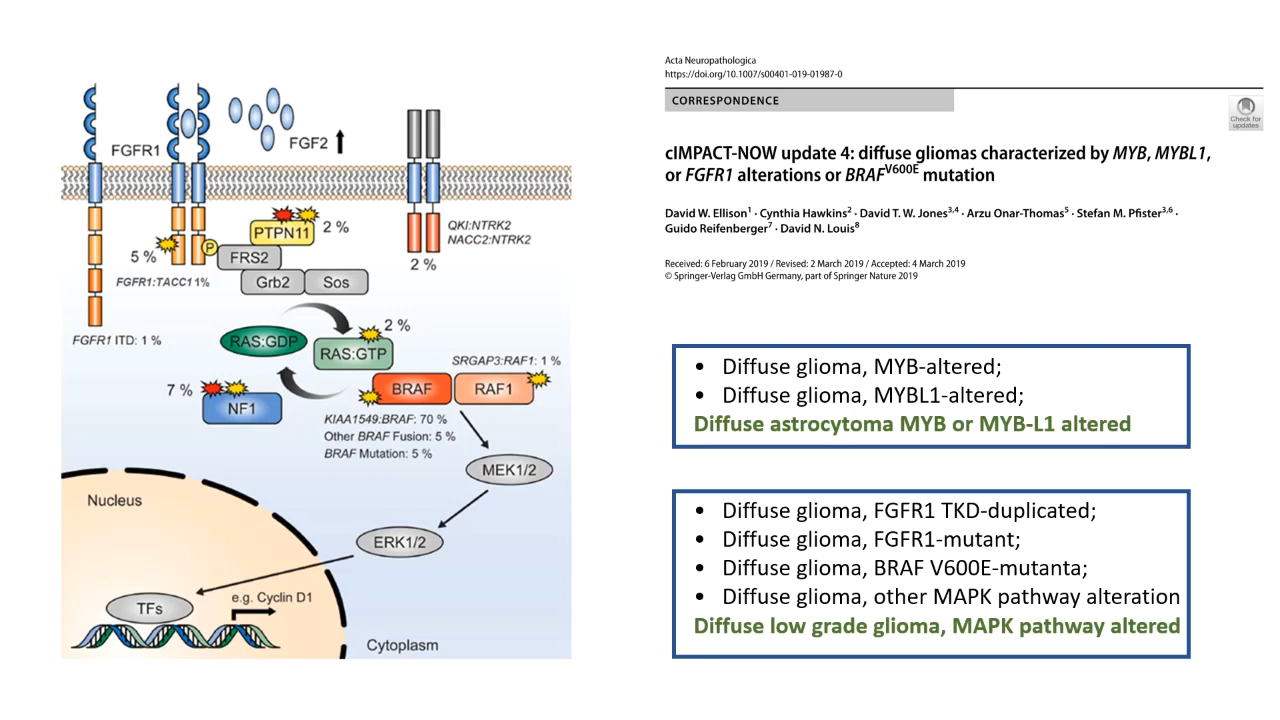 FGFR1
FGF2
PTPN11
2 %
QKI:NTRK2
NACC2:NTRK2
5 %
P
FRS2
2 %
FGFR1:TACC1 1%
Grb2
Sos
RAS:GDP
2 %
FGFR1 ITD: 1 %
RAS:GTP
SRGAP3:RAF1: 1 %
7 %
BRAF
RAF1
NF1
KIAA1549:BRAF: 70 %
Other BRAF Fusion: 5 %
BRAF Mutation: 5 %
MEK1/2
Nucleus
ERK1/2
TFs
e.g. Cyclin D1
Cytoplasm
Acta Neuropathologica
https://doi.org/10.1007/s00401-019-01987-0
CORRESPONDENCE
Check for
updates
cIMPACT-NOW update 4: diffuse gliomas characterized by MYB, MYBL1,
or FGFR1 alterations or BRAFV600E mutation
David W. Ellison1 · Cynthia Hawkins2 · David T. W. Jones3,4 · Arzu Onar-Thomas5 · Stefan M. Pfister3,6 ·
Guido Reifenberger7 · David N. Louis8
Received: 6 February 2019 / Revised: 2 March 2019 / Accepted: 4 March 2019
© Springer-Verlag GmbH Germany, part of Springer Nature 2019
• Diffuse glioma, MYB-altered;
• Diffuse glioma, MYBL1-altered;
Diffuse astrocytoma MYB or MYB-L1 altered
• Diffuse glioma, FGFR1 TKD-duplicated;
• Diffuse glioma, FGFR1-mutant;
• Diffuse glioma, BRAF V600E-mutanta;
• Diffuse glioma, other MAPK pathway alteration
Diffuse low grade glioma, MAPK pathway altered